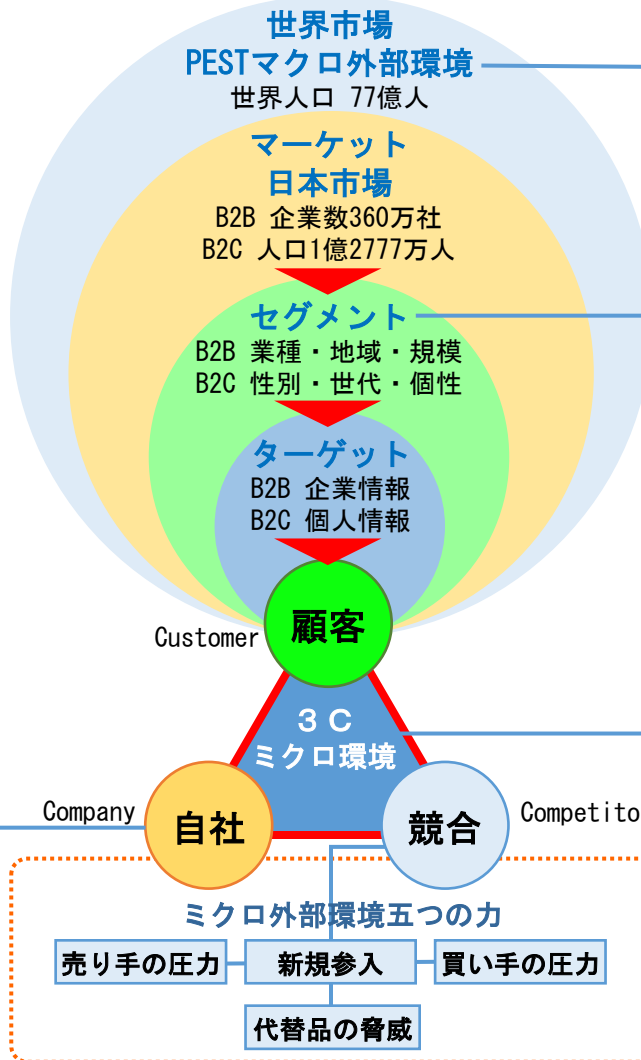 世界市場
PESTマクロ外部環境
世界人口 77億人
マーケット
日本市場
B2B 企業数360万社
B2C 人口1億2777万人
セグメント
B2B 業種・地域・規模
B2C 性別・世代・個性
ターゲット
B2B 企業情報
B2C 個人情報
顧客
Customer
３Ｃ
ミクロ環境
Company
自社
競合
Competito
ミクロ外部環境五つの力
売り手の圧力
新規参入
買い手の圧力
代替品の脅威